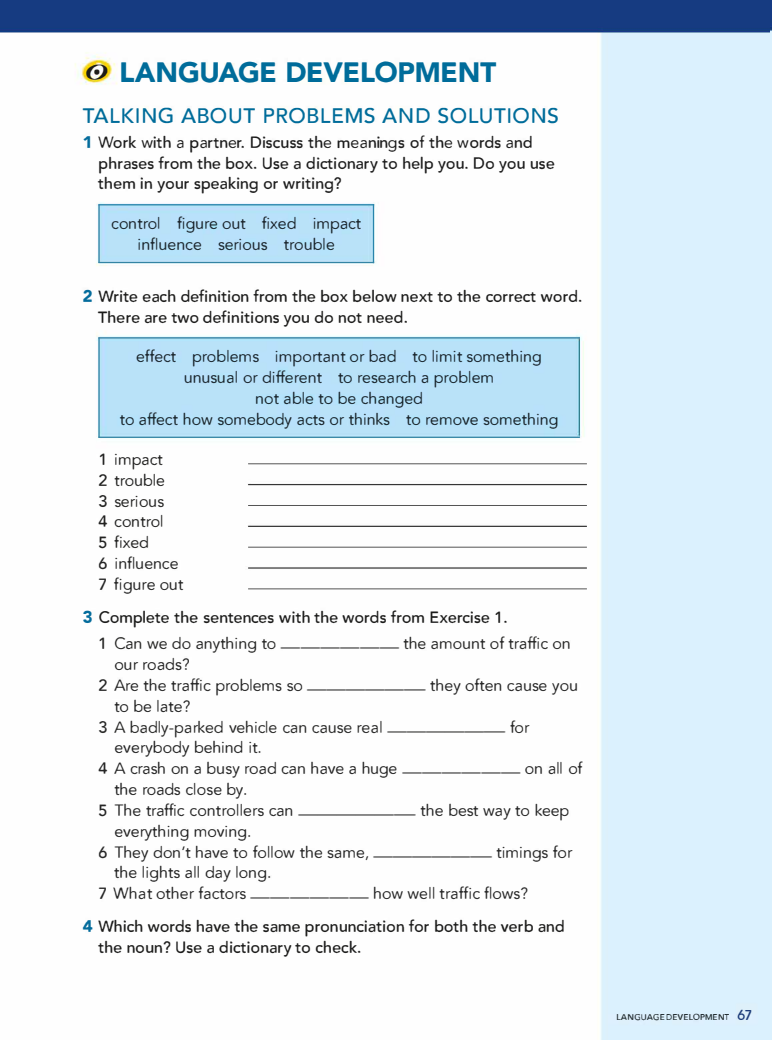 LANGUAGE DEVELOPMENT
TALKING ABOUT PROBLEMS AND SOLUTIONS
1 Work with a partner. Discuss the meanings of the words and
phrases from the box. Use a dictionary to help you. Do you use
them in your speaking or writing?
control figure out fixed impact
influence serious trouble
2 Write each definition from the box below next to the correct word.
There are two definitions you do not need.
effect problems important or bad to limit something
unusual or different to research a problem
not able to be changed
to affect how somebody acts or thinks to remove something
1 impact
2 trouble
3 serious
4 control
5 fixed
6 influence
7 figure out
3 Complete the sentences with the words from Exercise 1.
1 Can we do anything to ______________ the amount of traffic on
our roads?
2 Are the traffic problems so ______________ they often cause you
to be late?
3 A badly-parked vehicle can cause real ______________ for
everybody behind it.
4 A crash on a busy road can have a huge ______________ on all of
the roads close by.
5 The traffic controllers can ______________ the best way to keep
everything moving.
6 They don't have to follow the same, ______________ timings for
the lights all day long.
7 What other factors ______________ how well traffic flows?
4 Which words have the same pronunciation for both the verb and
the noun? Use a dictionary to check.
LANGUAGE DEVELOPMENT 67